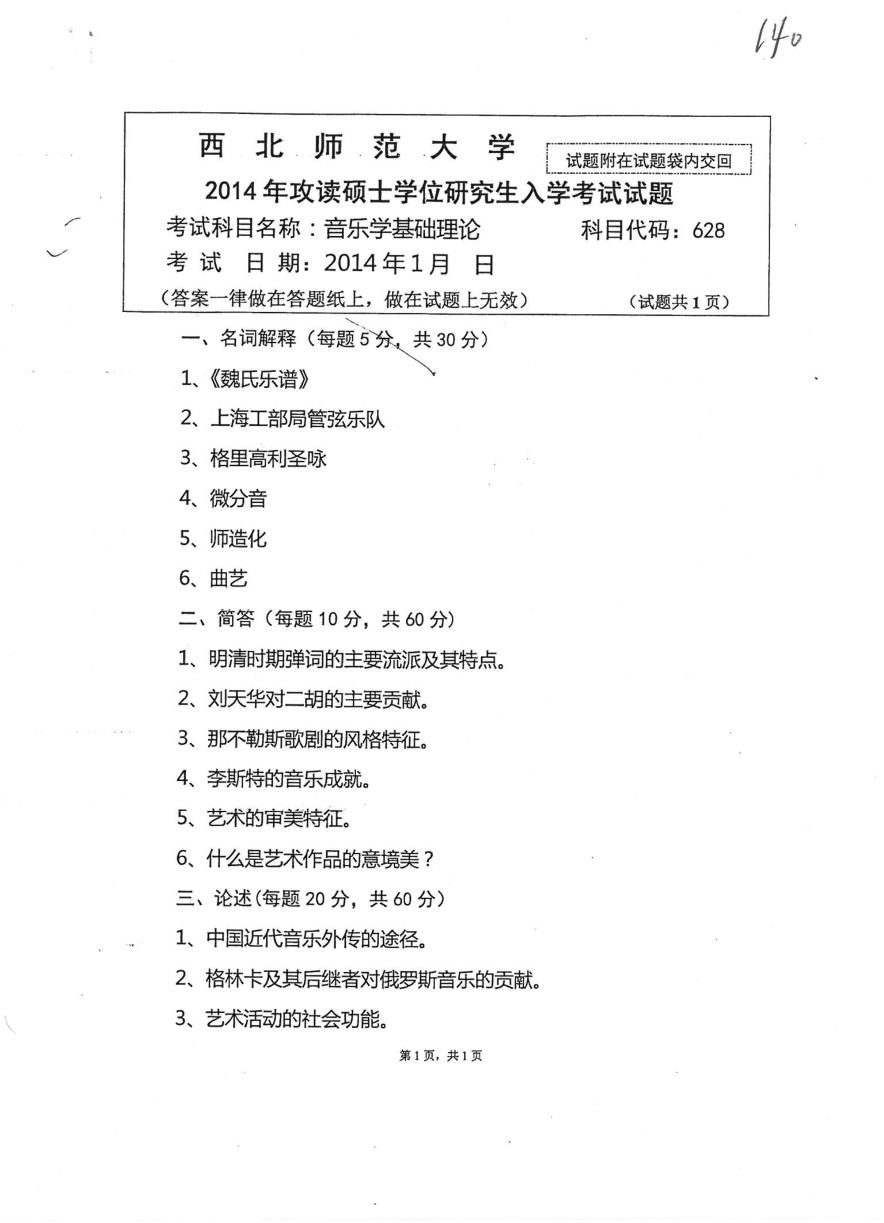 140
西北师范大学
试题附在试题袋内交回
2014年攻读硕士学位研究生入学考试试题
考试科目名称：音乐学基础理论 科目代码：628
考试日期：2014年1月 日
（答案一律做在答题纸上，做在试题上无效） （试题共1页）
一、名词解释（每题5分，共30分）
1、《魏氏乐谱》
2、上海工部局管弦乐队
3、格里高利圣咏
4、微分音
5、师造化
6、曲艺
二、简答（每题10分，共60分)
1、明清时期弹词的主要流派及其特点。
2、刘天华对二胡的主要贡献。
3、那不勒斯歌剧的风格特征。
4、李斯特的音乐成就。
5、艺术的审美特征。
6、什么是艺术作品的意境美？
三、论述(每题20分，共60分）
1、中国近代音乐外传的途径。
2、格林卡及其后继者对俄罗斯音乐的贡献。
3、艺术活动的社会功能。
第1页，共1页